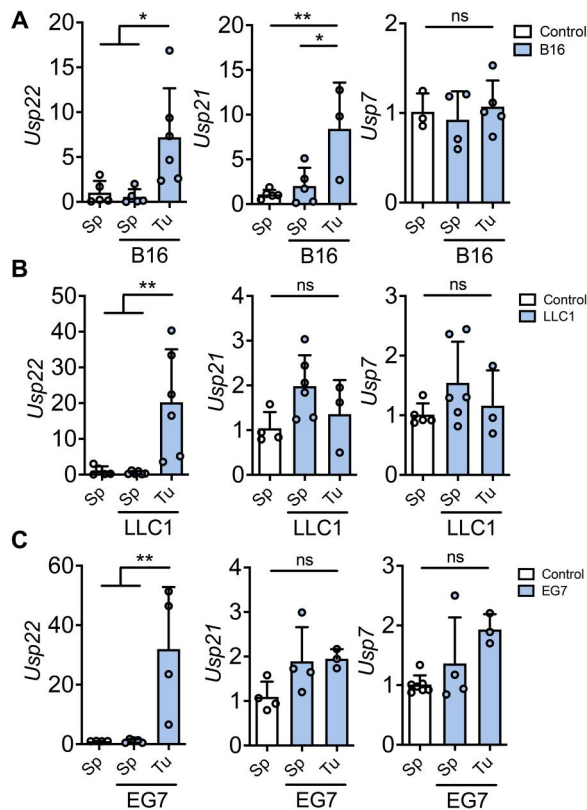 A
Usp22
20
15
10
5
0
*
Sp
Sp
Tu
B16
Usp21
20
15
10
5
0
**
*
Sp
Sp
Tu
B16
Usp7
2
1
0
ns
Sp
Sp
Tu
B16
Control
B16
B
Usp22
50
40
30
20
10
0
**
Sp
Sp
Tu
LLC1
Usp21
4
3
2
1
0
ns
Sp
Sp
Tu
LLC1
Usp7
3
2
1
0
ns
Sp
Sp
Tu
LLC1
Control
LLC1
C
Usp22
60
40
20
0
**
Sp
Sp
Tu
EG7
Usp21
4
3
2
1
0
ns
Sp
Sp
Tu
EG7
Usp7
3
2
1
0
ns
Sp
Sp
Tu
EG7
Control
EG7